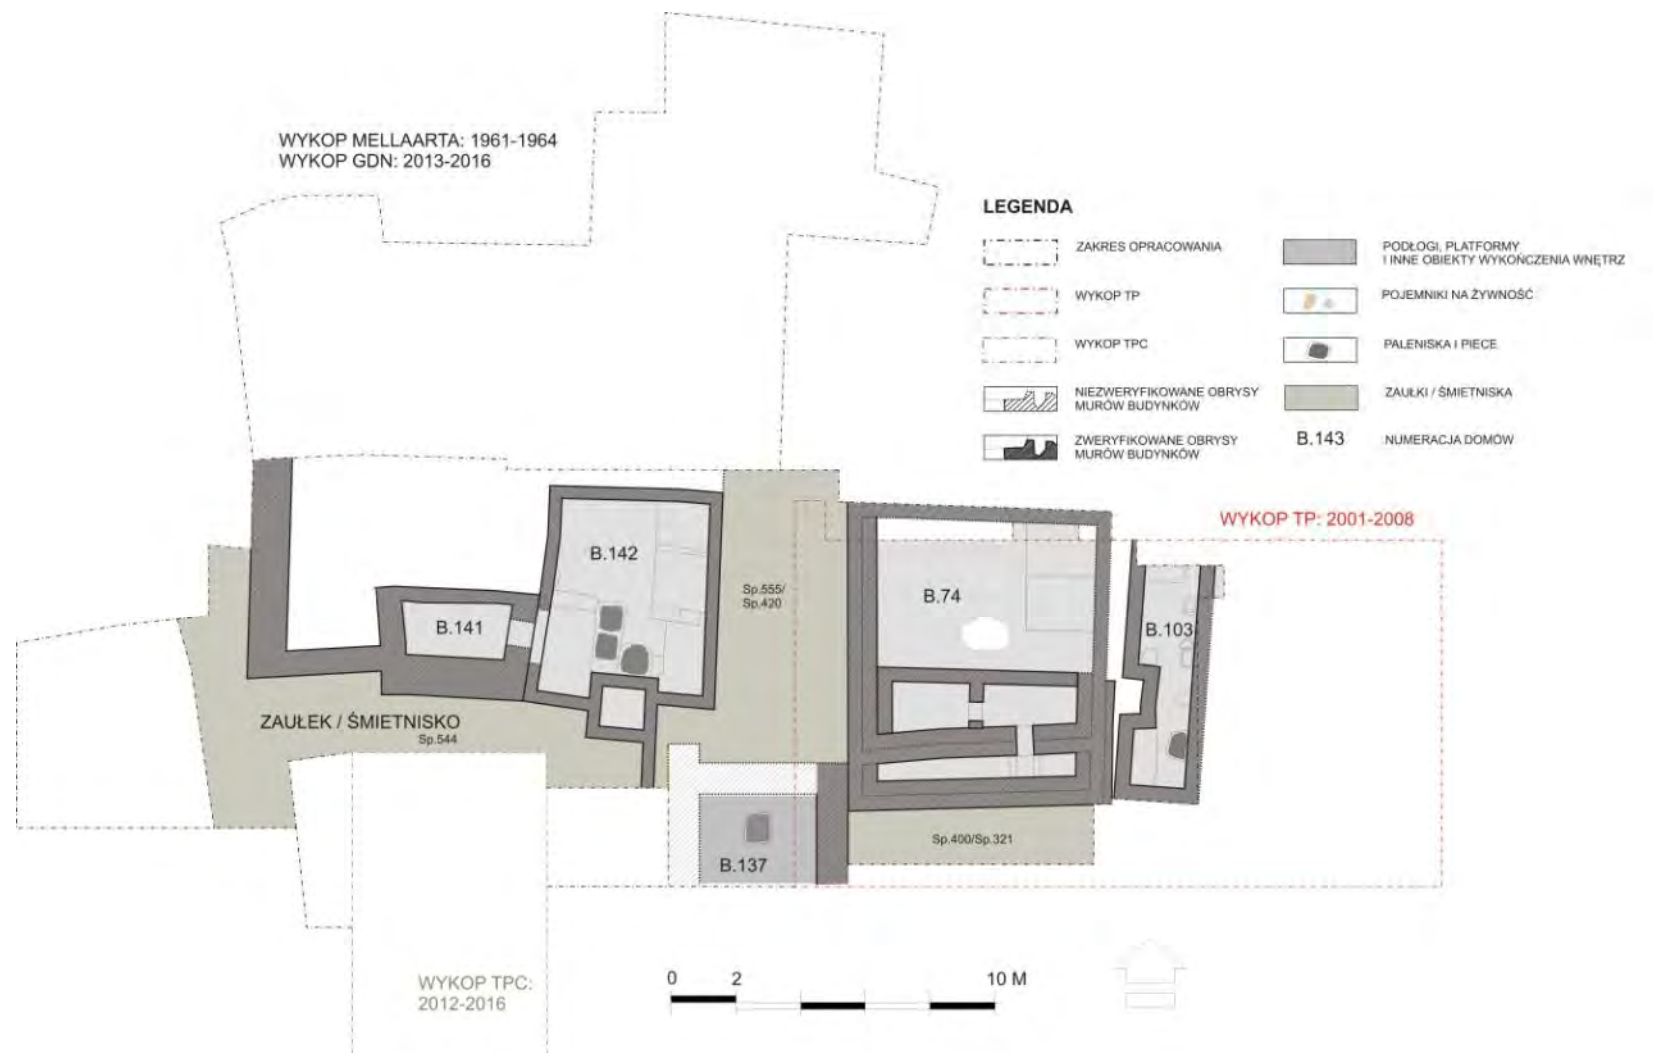 WYKOP MELLAARTA: 1961-1964
WYKOP GDN: 2013-2016
LEGENDA
ZAKRES OPRACOWANIA
WYKOP TP
WYKOP TPC
NIEZWERYFIKOWANE OBRYSY
MURÓW BUDYNKÓW
ZWERYFIKOWANE OBRYSY
MURÓW BUDYNKÓW
PODŁOGI, PLATFORMY
I INNE OBIEKTY WYKOŃCZENIA WNĘTRZ
POJEMNIKI NA ŻYWNOŚĆ
PALENISKA I PIECE
ZAUŁKI / ŚMIETNISKA
B.143
NUMERACJA DOMÓW
WYKOP TP: 2001-2008
B.142
Sp.555/
Sp.420
B.74
B.141
B.103
ZAUŁEK / ŚMIETNISKO
Sp.544
Sp.400/Sp.321
B.137
WYKOP TPC:
2012-2016
0 2 10 M